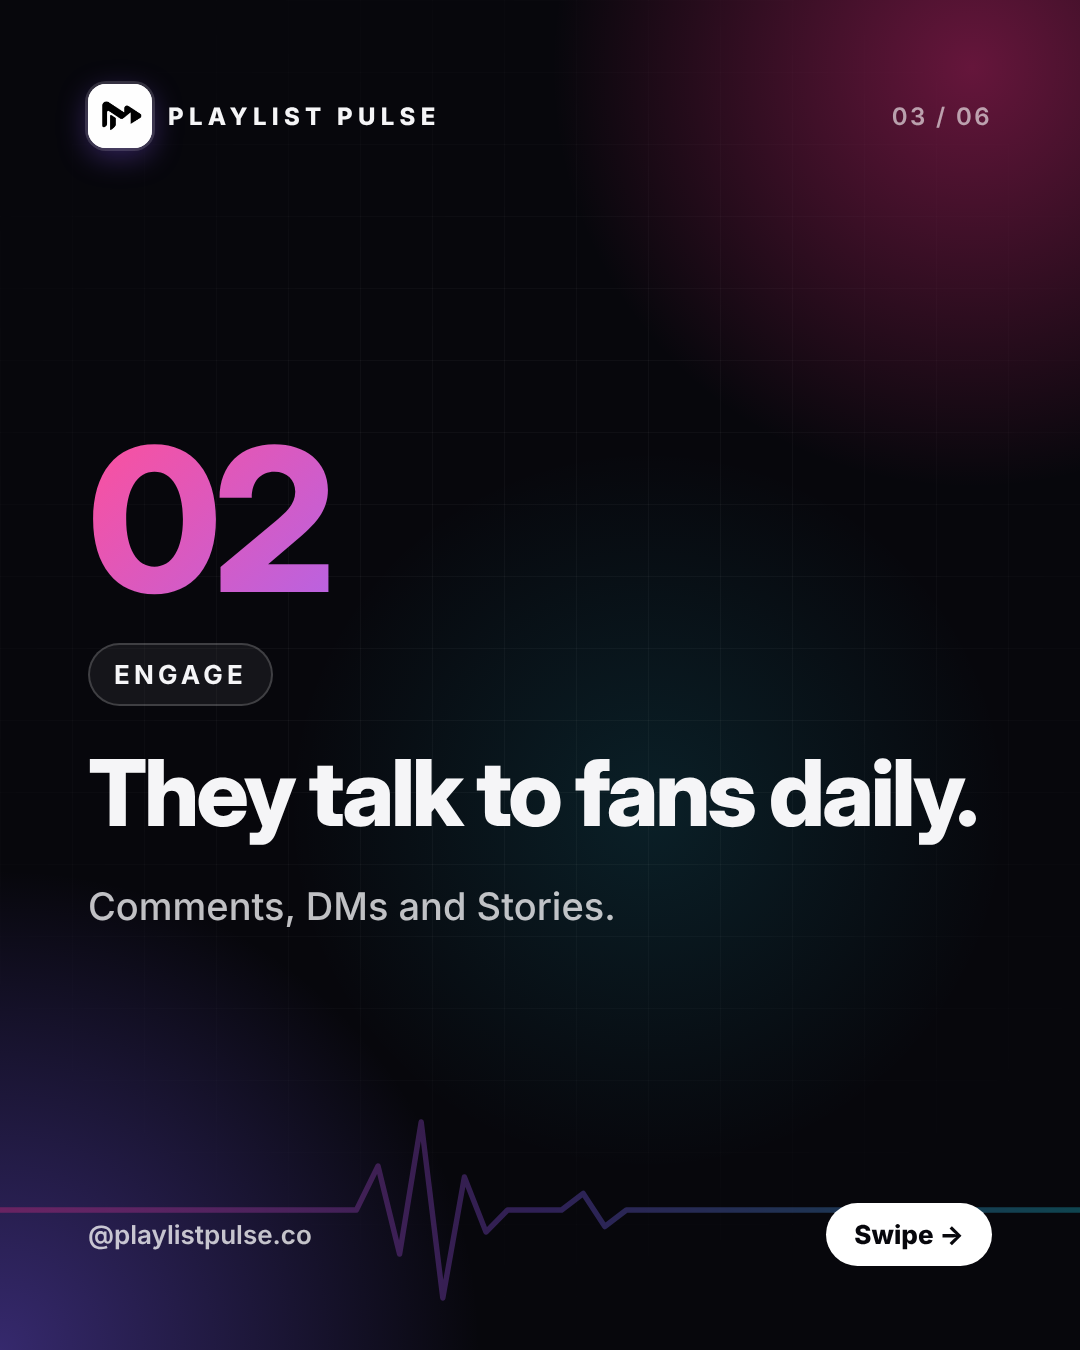 PLAYLIST PULSE
03 / 06
02
ENGAGE
They talk to fans daily.
Comments, DMs and Stories.
@playlistpulse.co
Swipe →